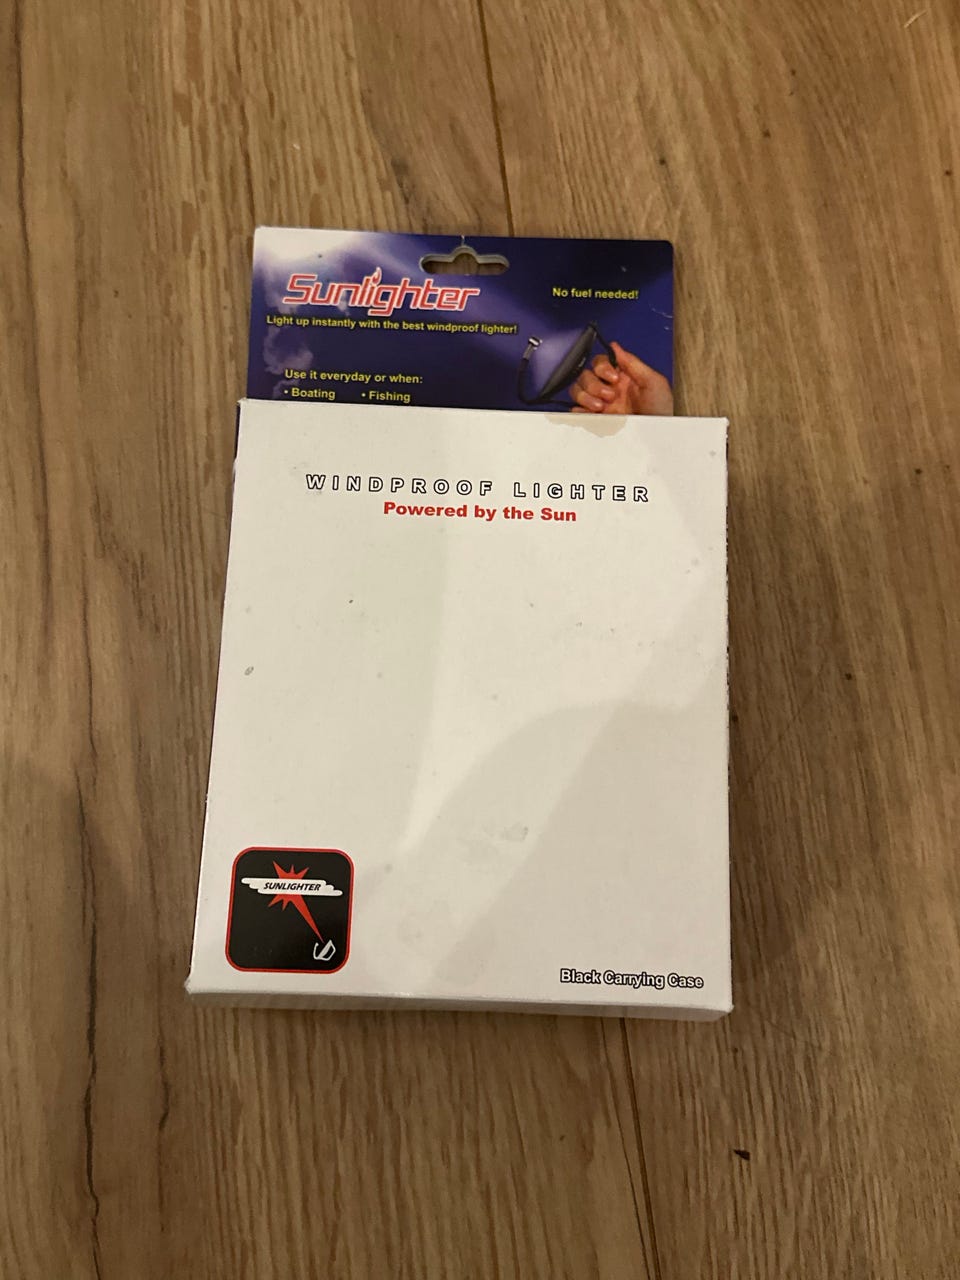 Sunlighter
No fuel needed!
Light up instantly with the best windproof lighter!
Use it everyday or when:
• Boating • Fishing
WINDPROOF LIGHTER
Powered by the Sun
SUNLIGHTER
Black Carrying Case